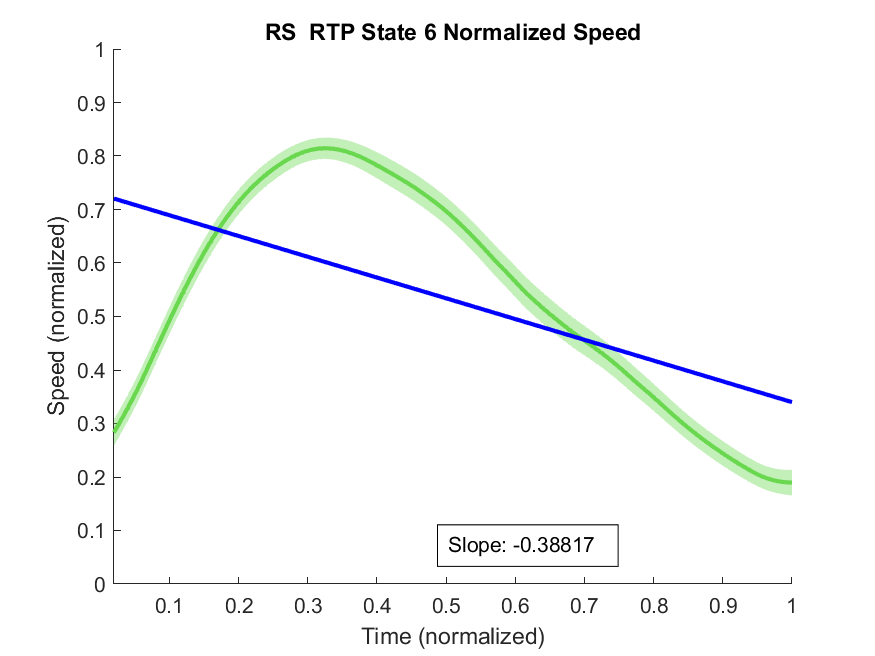 RS  RTP State 6 Normalized Speed
1
0.9
0.8
0.7
0.6
0.5
0.4
0.3
0.2
0.1
0
Speed (normalized)
Slope: -0.38817
0.1 0.2 0.3 0.4 0.5 0.6 0.7 0.8 0.9 1
Time (normalized)